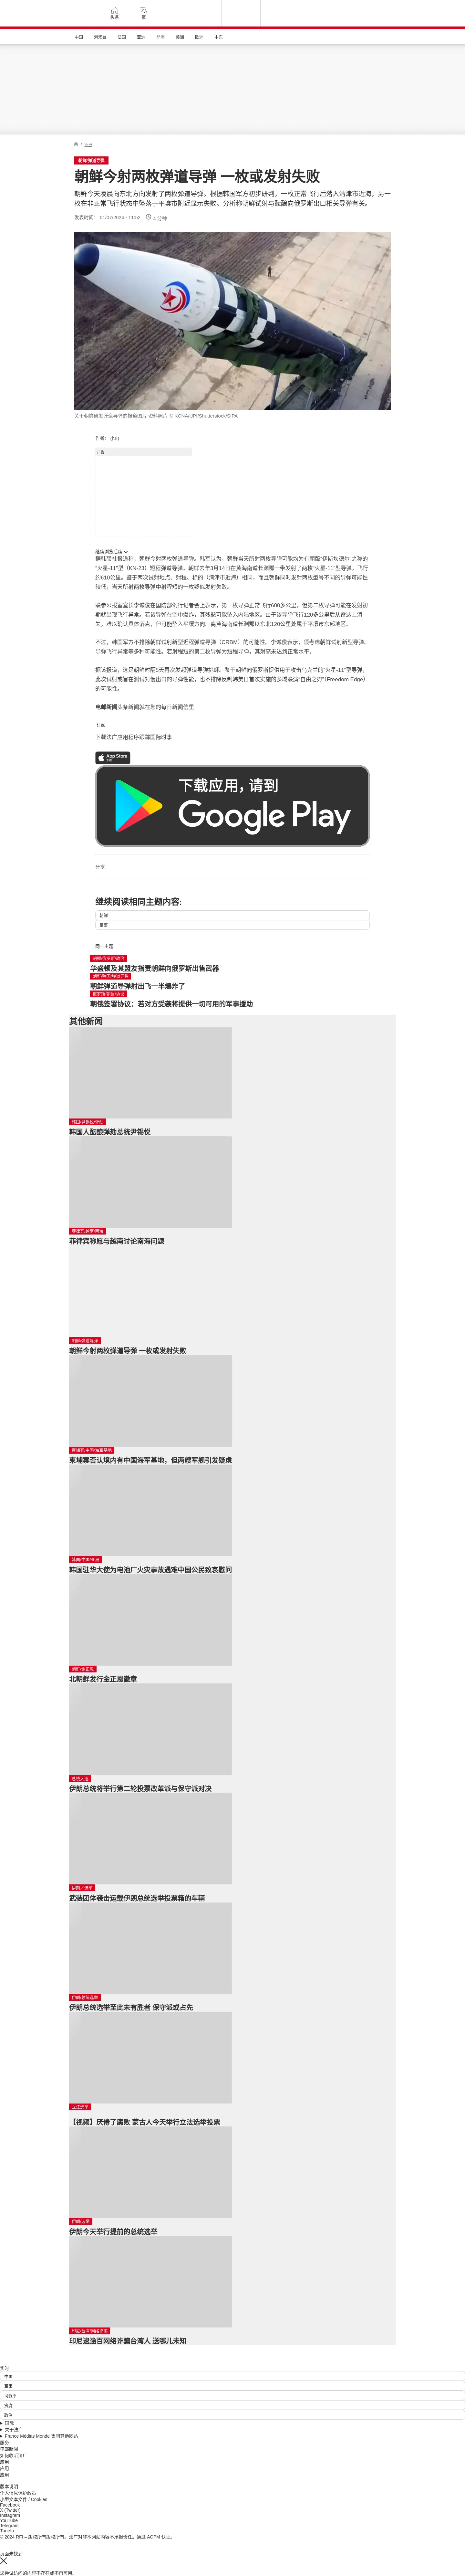 头条
繁
中国
港澳台
法国
亚洲
非洲
美洲
欧洲
中东
/ 亚洲
朝鲜/弹道导弹
朝鲜今射两枚弹道导弹 一枚或发射失败
朝鲜今天凌晨向东北方向发射了两枚弹道导弹。根据韩国军方初步研判，一枚正常飞行后落入清津市近海，另一枚在非正常飞行状态中坠落于平壤市附近显示失败。分析称朝鲜试射与酝酿向俄罗斯出口相关导弹有关。
发表时间： 01/07/2024 - 11:52
4 分钟
关于朝鲜研发弹道导弹的报道图片 资料图片 © KCNA/UPI/Shutterstock/SIPA
作者： 小山
广告
继续浏览后续
据韩联社报道称，朝鲜今射两枚弹道导弹。韩军认为，朝鲜当天所射两枚导弹可能均为有朝版“伊斯坎德尔”之称的“火星-11”型（KN-23）短程弹道导弹。朝鲜去年3月14日在黄海南道长渊郡一带发射了两枚“火星-11”型导弹，飞行约610公里。鉴于两次试射地点、射程、标的（清津市近海）相同，而且朝鲜同时发射两枚型号不同的导弹可能性较低，当天所射两枚导弹中射程短的一枚疑似发射失败。
联参公报室室长李诚俊在国防部例行记者会上表示，第一枚导弹正常飞行600多公里，但第二枚导弹可能在发射初期就出现飞行异常。若该导弹在空中爆炸，其残骸可能坠入内陆地区。由于该导弹飞行120多公里后从雷达上消失，难以确认具体落点，但可能坠入平壤方向。离黄海南道长渊郡以东北120公里处属于平壤市东部地区。
不过，韩国军方不排除朝鲜试射新型近程弹道导弹（CRBM）的可能性。李诚俊表示，须考虑朝鲜试射新型导弹、导弹飞行异常等多种可能性。若射程短的第二枚导弹为短程导弹，其射底未达到正常水平。
据该报道，这是朝鲜时隔5天再次发起弹道导弹挑衅。鉴于朝鲜向俄罗斯提供用于攻击乌克兰的“火星-11”型导弹，此次试射或旨在测试对俄出口的导弹性能，也不排除反制韩美日首次实施的多域联演“自由之刃”（Freedom Edge）的可能性。
电邮新闻头条新闻就在您的每日新闻信里
订阅
下载法广应用程序跟踪国际时事
App Store
下载
下载应用，请到
Google Play
分享 :
继续阅读相同主题内容:
朝鲜
军事
同一主题
朝鲜/俄罗斯/政治
华盛顿及其盟友指责朝鲜向俄罗斯出售武器
朝鲜/韩国/弹道导弹
朝鲜弹道导弹射出飞一半爆炸了
俄罗斯/朝鲜/协议
朝俄签署协议：若对方受袭将提供一切可用的军事援助
其他新闻
韩国/尹锡悦/弹劾
韩国人酝酿弹劾总统尹锡悦
菲律宾/越南/南海
菲律宾称愿与越南讨论南海问题
朝鲜/弹道导弹
朝鲜今射两枚弹道导弹 一枚或发射失败
柬埔寨/中国/海军基地
柬埔寨否认境内有中国海军基地，但两艘军舰引发疑虑
韩国/中国/亚洲
韩国驻华大使为电池厂火灾事故遇难中国公民致哀慰问
朝鲜/金正恩
北朝鲜发行金正恩徽章
总统大选
伊朗总统将举行第二轮投票改革派与保守派对决
伊朗／选举
武装团体袭击运载伊朗总统选举投票箱的车辆
伊朗/总统选举
伊朗总统选举至此未有胜者 保守派或占先
立法选举
【视频】厌倦了腐败 蒙古人今天举行立法选举投票
伊朗/选举
伊朗今天举行提前的总统选举
印尼/台湾/网络诈骗
印尼逮逾百网络诈骗台湾人 送哪儿未知
实时
中国
军事
习近平
贪腐
政治
国际
关于法广
France Médias Monde 集团其他网站
服务
电邮新闻
如何收听法广
应用
应用
应用
版本说明
个人信息保护政策
小型文本文件 / Cookies
Facebook
X (Twitter)
Instagram
YouTube
Telegram
TuneIn
© 2024 RFI – 版权所有版权所有。法广对非本网站内容不承担责任。通过 ACPM 认证。
页面未找到
您尝试访问的内容不存在或不再可用。